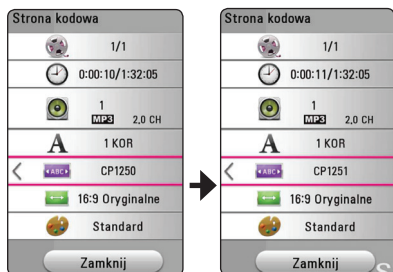 Strona kodowa
1/1
0:00:10/1:32:05
1
MP3 2,0 CH
A 1 KOR
ABC CP1250
16:9 Oryginalne
Standard
Zamknij
Strona kodowa
1/1
0:00:11/1:32:05
1
MP3 2,0 CH
A 1 KOR
ABC CP1251
16:9 Oryginalne
Standard
Zamknij
S